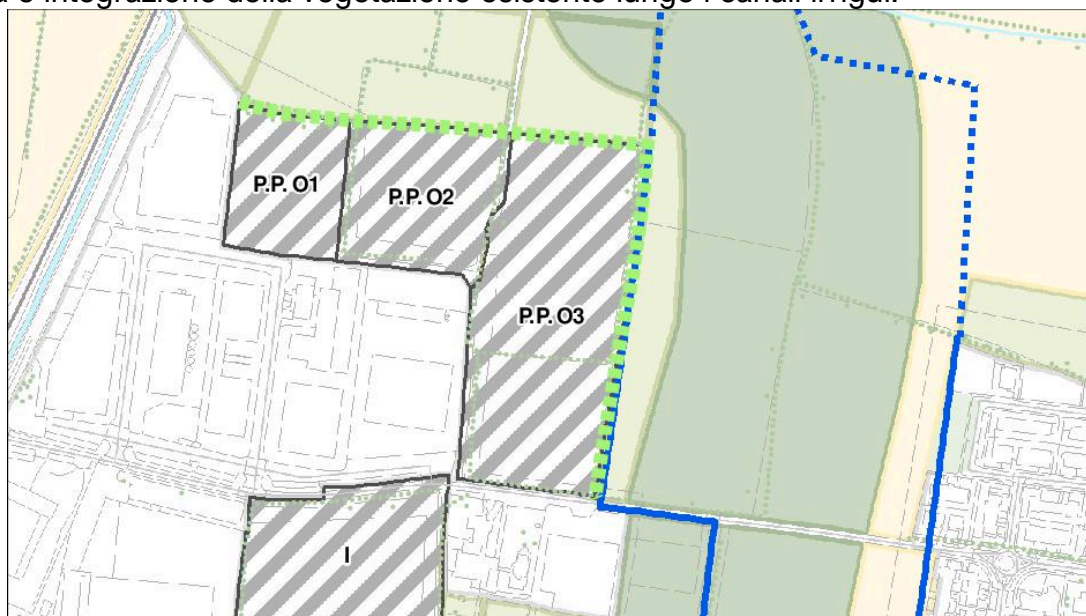 e integrazione della vegetazione esistente lungo i canali irrigui.
P.P. O1
P.P. O2
P.P. O3
I